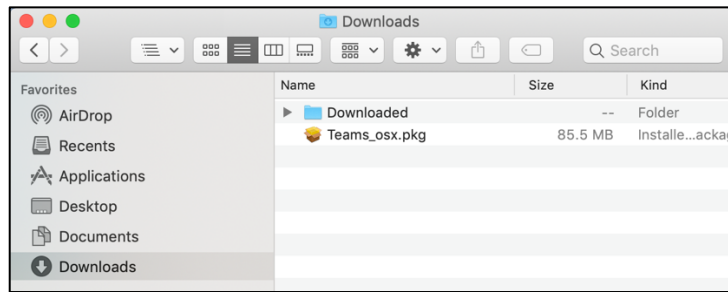 Downloads
Search
Favorites
AirDrop
Recents
Applications
Desktop
Documents
Downloads
Name Size Kind
Downloaded -- Folder
Teams_osx.pkg 85.5 MB Installe...ackag